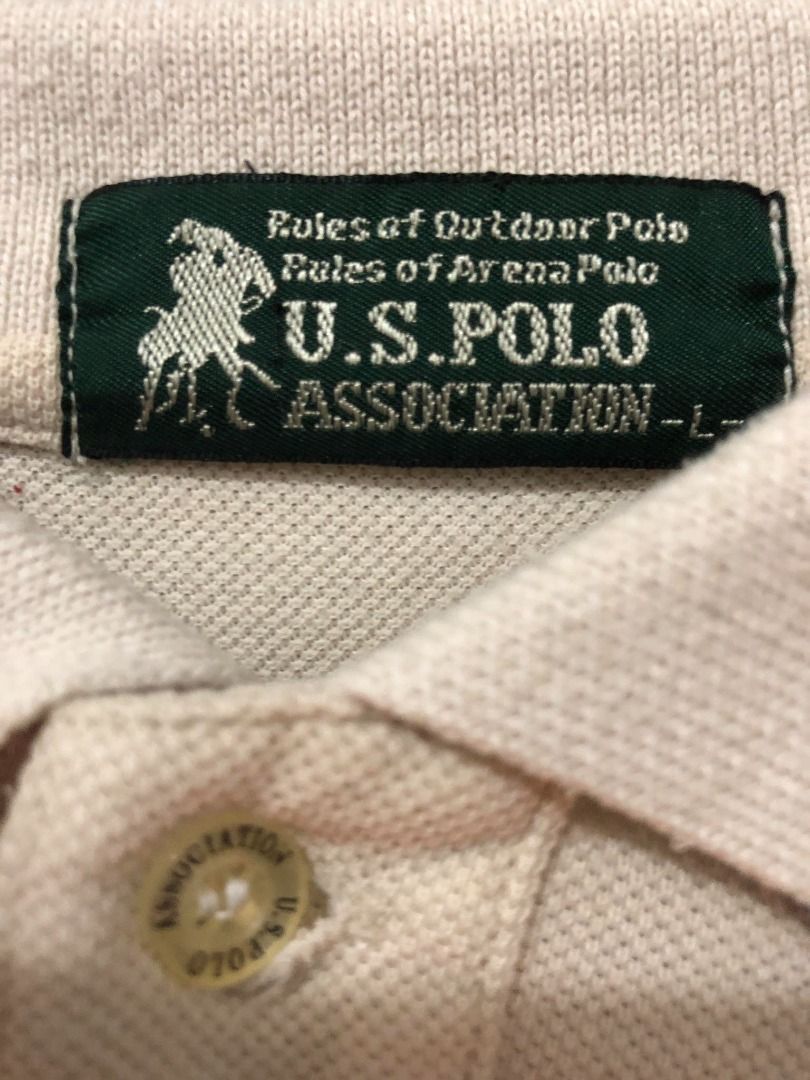 Rules of Outdoor Polo
Rules of Arena Polo
U.S.POLO
ASSOCIATION -L-
ASSOCIATION U.S.POLO